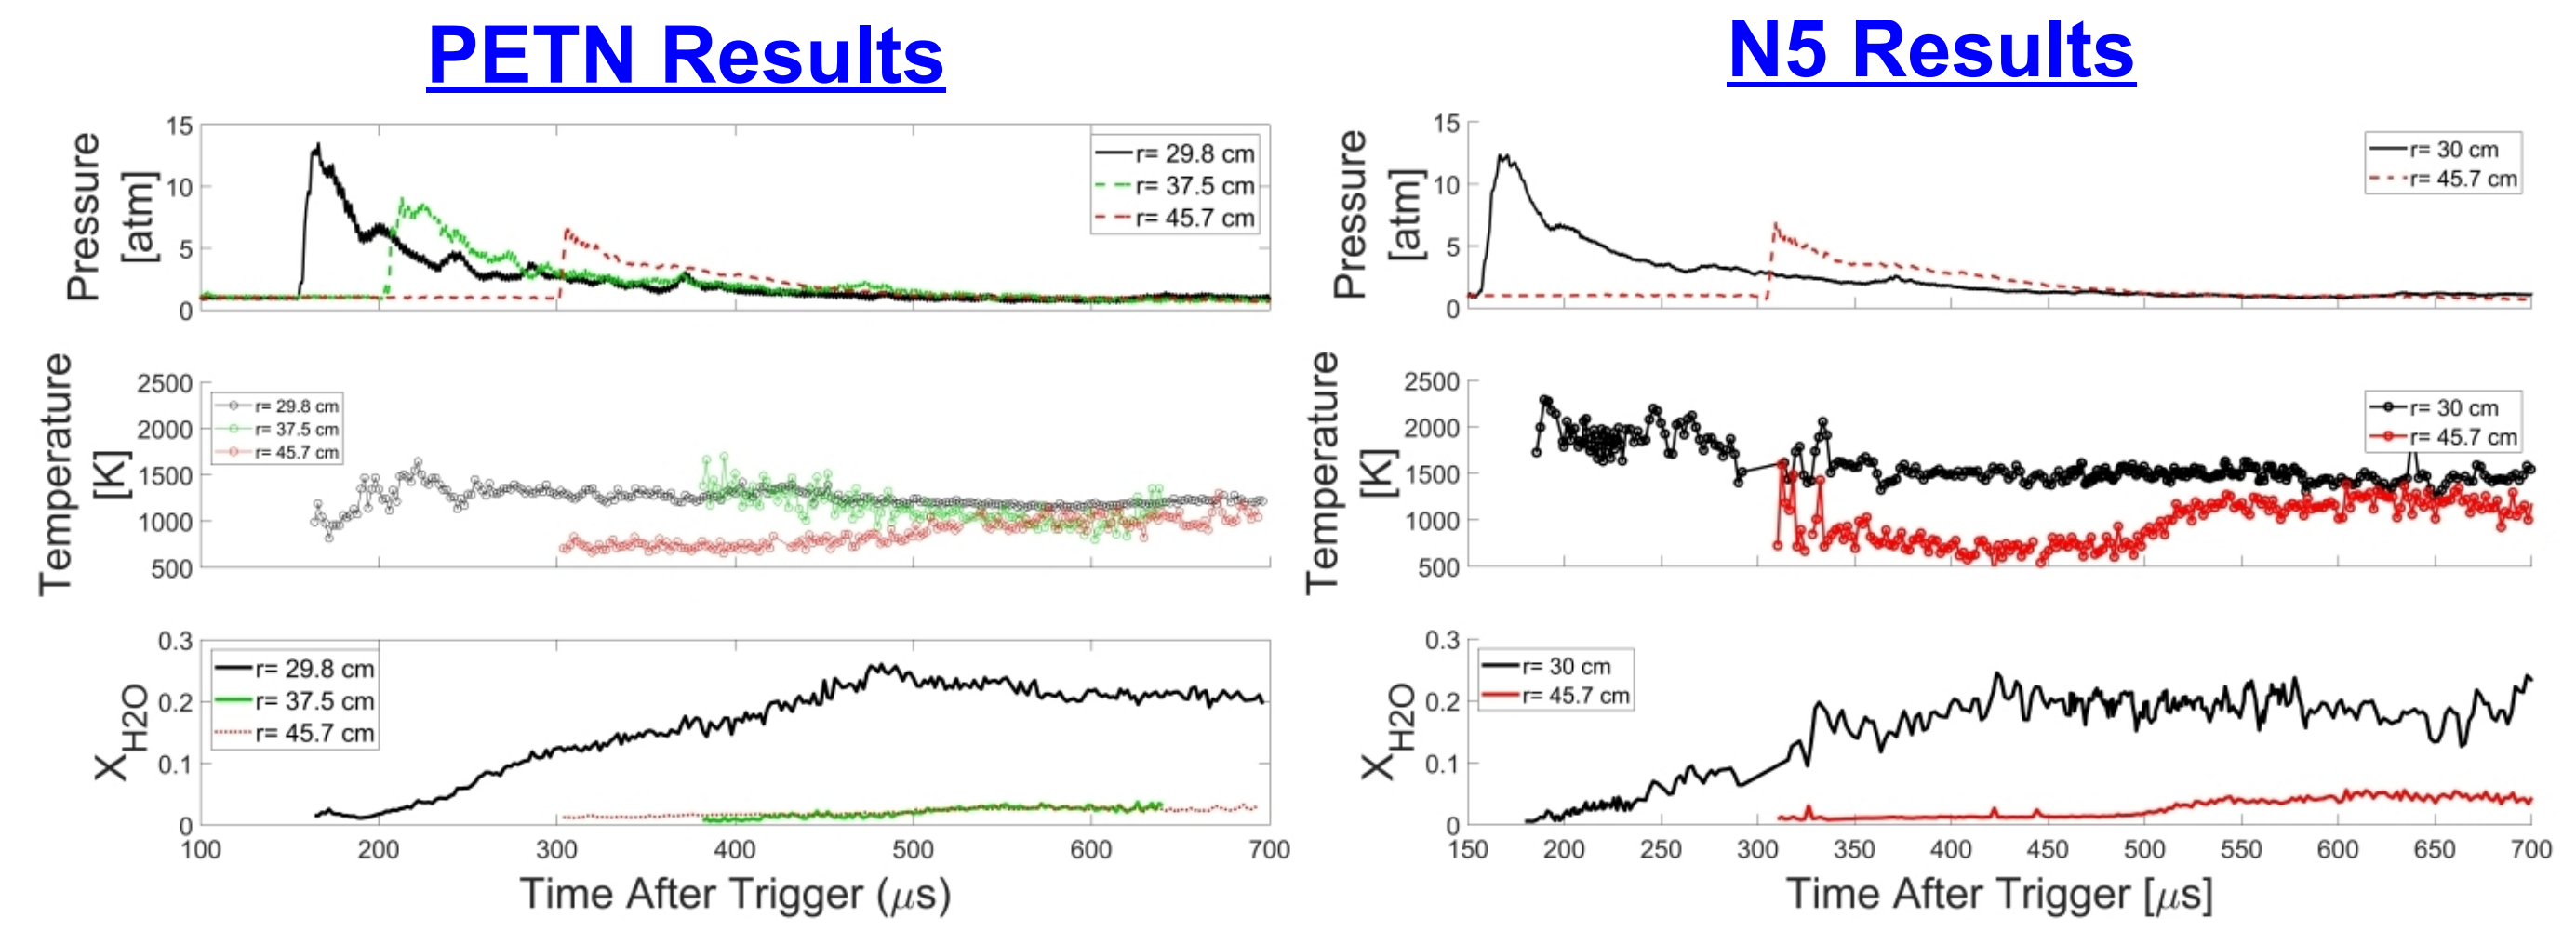 PETN Results
Pressure
[atm]
15
10
5
0
r= 29.8 cm
r= 37.5 cm
r= 45.7 cm
Temperature
[K]
2500
2000
1500
1000
500
r= 29.8 cm
r= 37.5 cm
r= 45.7 cm
XH2O
0.3
0.2
0.1
0
r= 29.8 cm
r= 37.5 cm
r= 45.7 cm
100 200 300 400 500 600 700
Time After Trigger (μs)
N5 Results
Pressure
[atm]
15
10
5
0
r= 30 cm
r= 45.7 cm
Temperature
[K]
2500
2000
1500
1000
500
r= 30 cm
r= 45.7 cm
XH2O
0.3
0.2
0.1
0
r= 30 cm
r= 45.7 cm
150 200 250 300 350 400 450 500 550 600 650 700
Time After Trigger [μs]